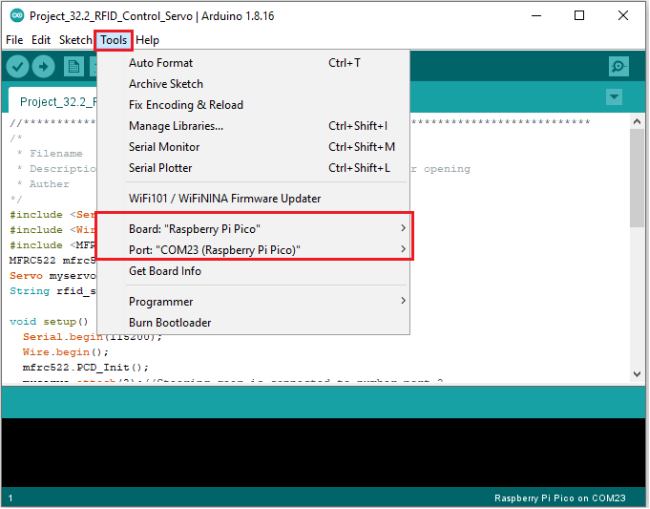 Project_32.2_RFID_Control_Servo | Arduino 1.8.16
File Edit Sketch Tools Help
Auto Format Ctrl+T
Archive Sketch
Fix Encoding & Reload
Manage Libraries... Ctrl+Shift+I
Serial Monitor Ctrl+Shift+M
Serial Plotter Ctrl+Shift+L
WiFi101 / WiFiNINA Firmware Updater
Board: "Raspberry Pi Pico"
Port: "COM23 (Raspberry Pi Pico)"
Get Board Info
Programmer
Burn Bootloader
Project_32.2_R
/*
* Filename
* Descriptio r opening
* Auther
*/
#include <Ser
#include <Wir
#include <MFR
MFRC522 mfrc5
Servo myservo
String rfid_s
void setup()
Serial.begin(115200);
Wire.begin();
mfrc522.PCD_Init();
1 Raspberry Pi Pico on COM23